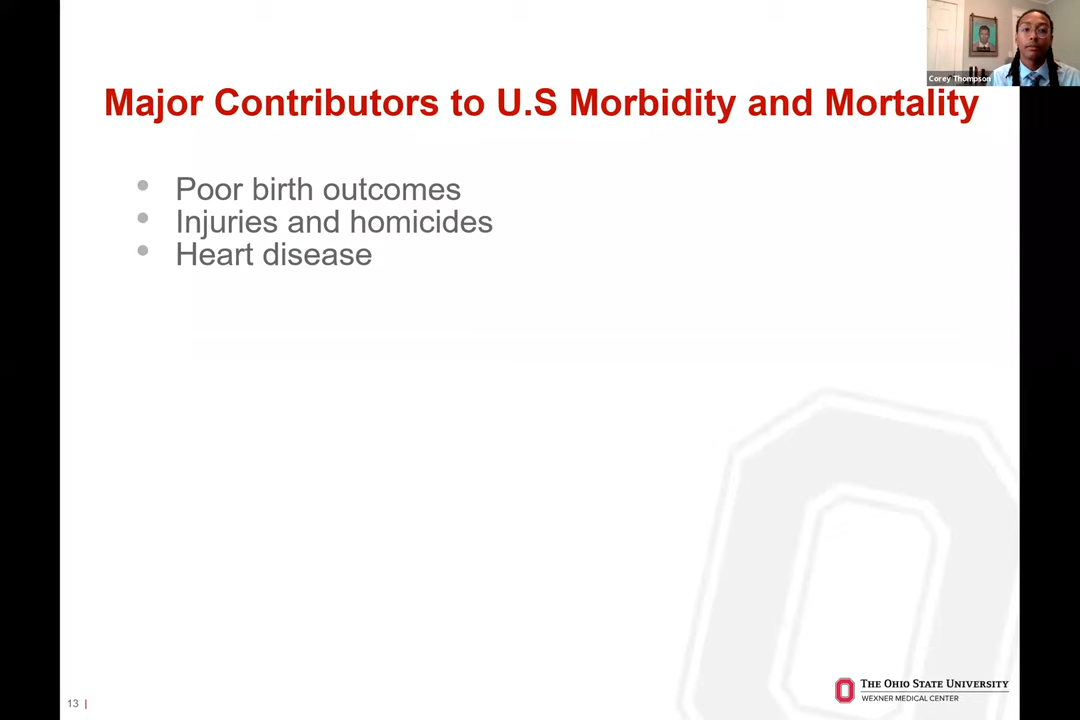 Corey Thompson
Major Contributors to U.S Morbidity and Mortality
Poor birth outcomes
Injuries and homicides
Heart disease
13 |
THE OHIO STATE UNIVERSITY
WEXNER MEDICAL CENTER